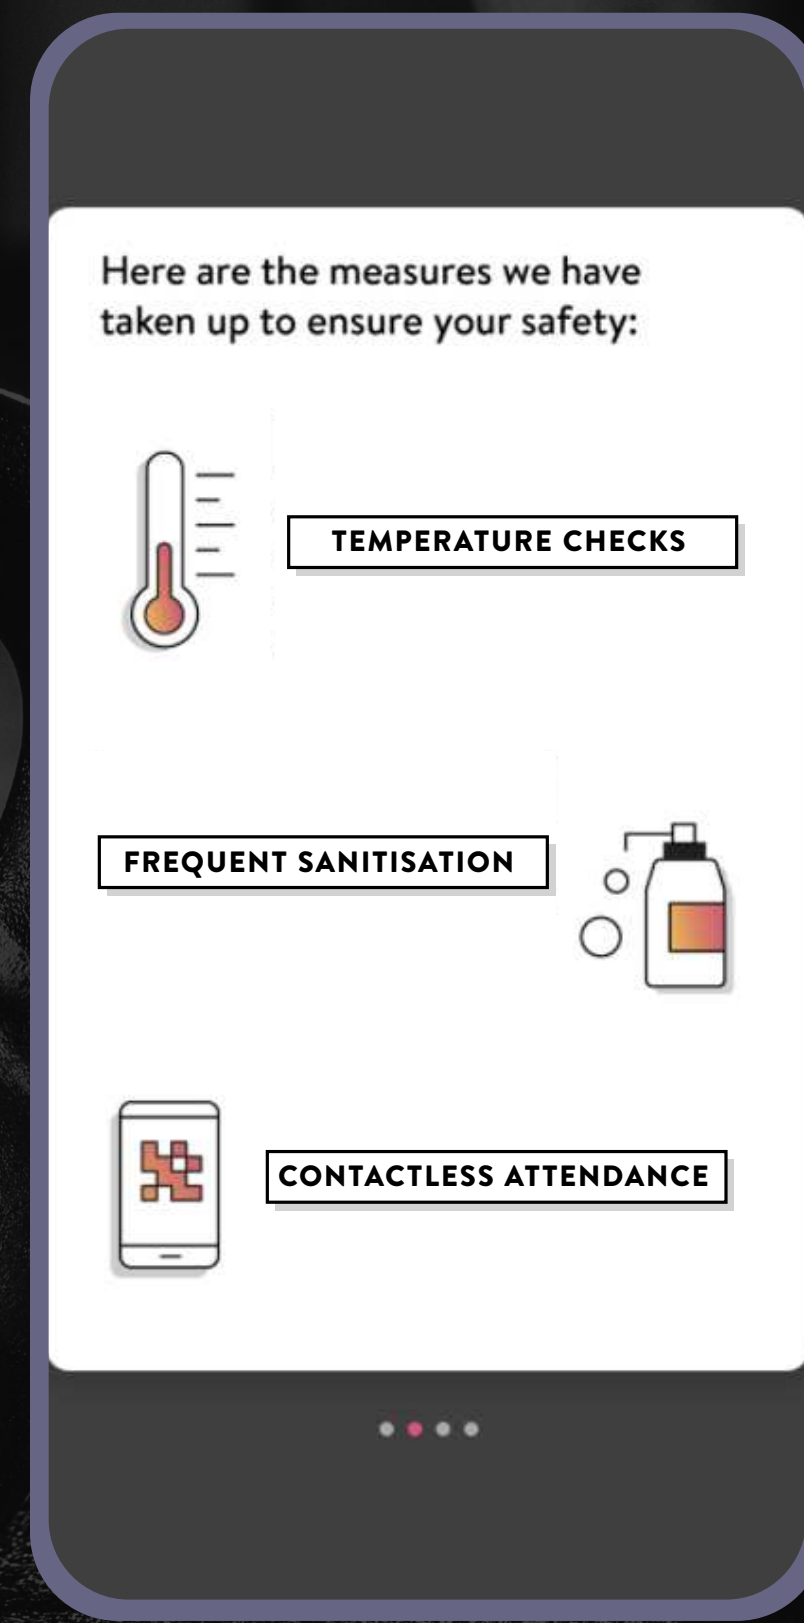 Here are the measures we have
taken up to ensure your safety:
TEMPERATURE CHECKS
FREQUENT SANITISATION
CONTACTLESS ATTENDANCE